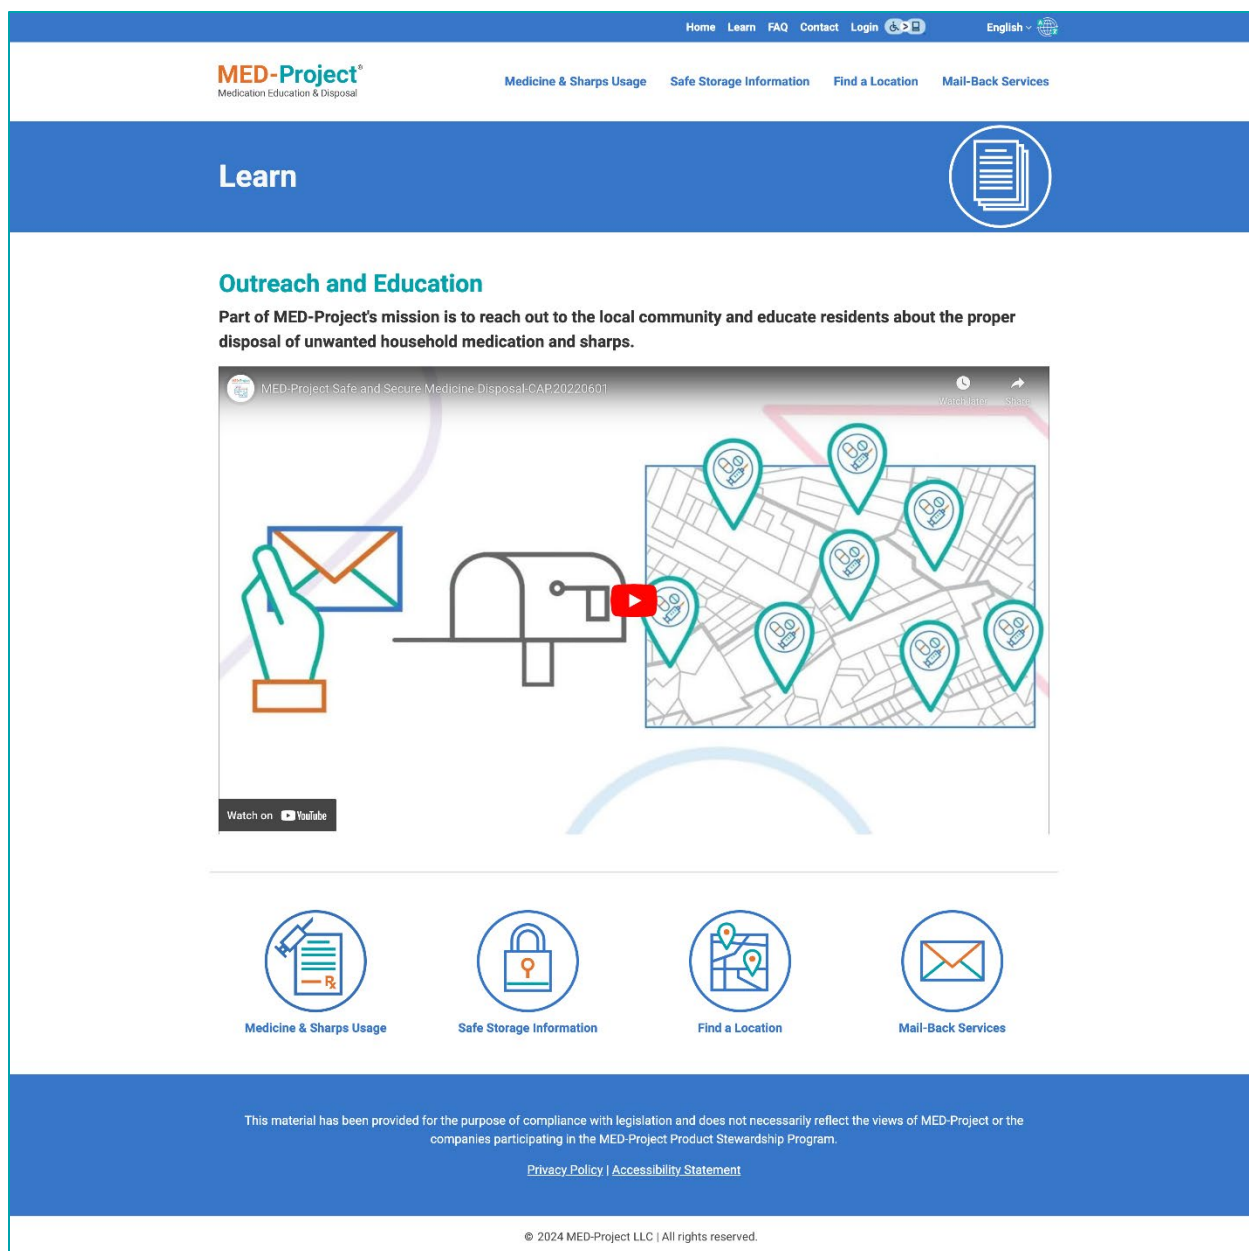 Home Learn FAQ Contact Login English
MED-Project®
Medication Education & Disposal
Medicine & Sharps Usage Safe Storage Information Find a Location Mail-Back Services
Learn
Outreach and Education
Part of MED-Project's mission is to reach out to the local community and educate residents about the proper
disposal of unwanted household medication and sharps.
MED-Project Safe and Secure Medicine Disposal-CAP.20220601
Watch later Share
Watch on YouTube
Rx
Medicine & Sharps Usage Safe Storage Information Find a Location Mail-Back Services
This material has been provided for the purpose of compliance with legislation and does not necessarily reflect the views of MED-Project or the
companies participating in the MED-Project Product Stewardship Program.
Privacy Policy | Accessibility Statement
© 2024 MED-Project LLC | All rights reserved.